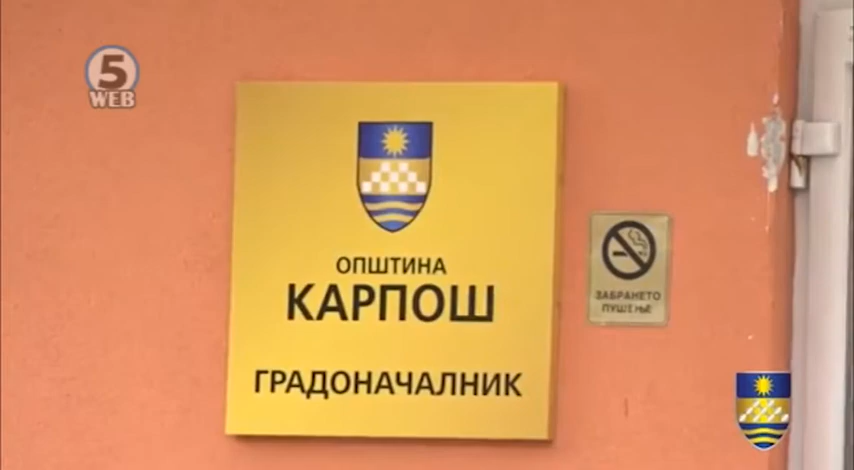 5
WEB
ОПШТИНА
КАРПОШ
ГРАДОНАЧАЛНИК
ЗАБРАНЕТО
ПУШЕЊЕ